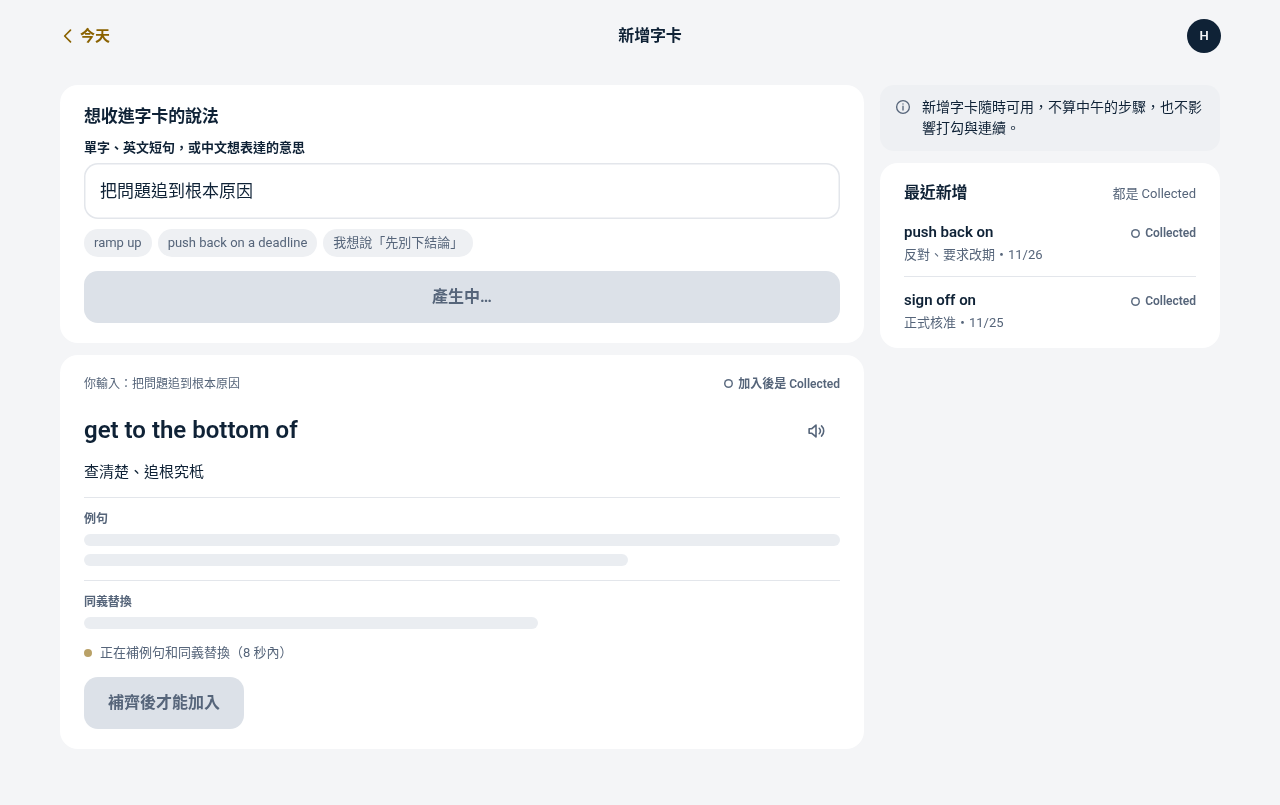 今天
新增字卡
H
想收進字卡的說法
單字、英文短句，或中文想表達的意思
把問題追到根本原因
ramp up
push back on a deadline
我想說「先別下結論」
產生中…
你輸入：把問題追到根本原因
加入後是 Collected
get to the bottom of
查清楚、追根究柢
例句
同義替換
正在補例句和同義替換（8 秒內）
補齊後才能加入
新增字卡隨時可用，不算中午的步驟，也不影
響打勾與連續。
最近新增
都是 Collected
push back on
Collected
反對、要求改期・11/26
sign off on
Collected
正式核准・11/25